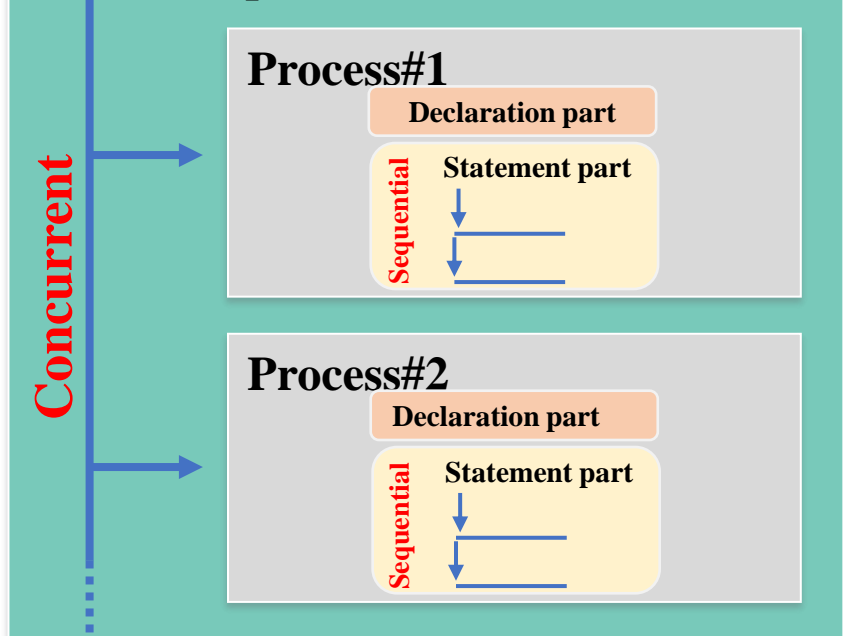 Concurrent
Process#1
Declaration part
Sequential
Statement part
Process#2
Declaration part
Sequential
Statement part